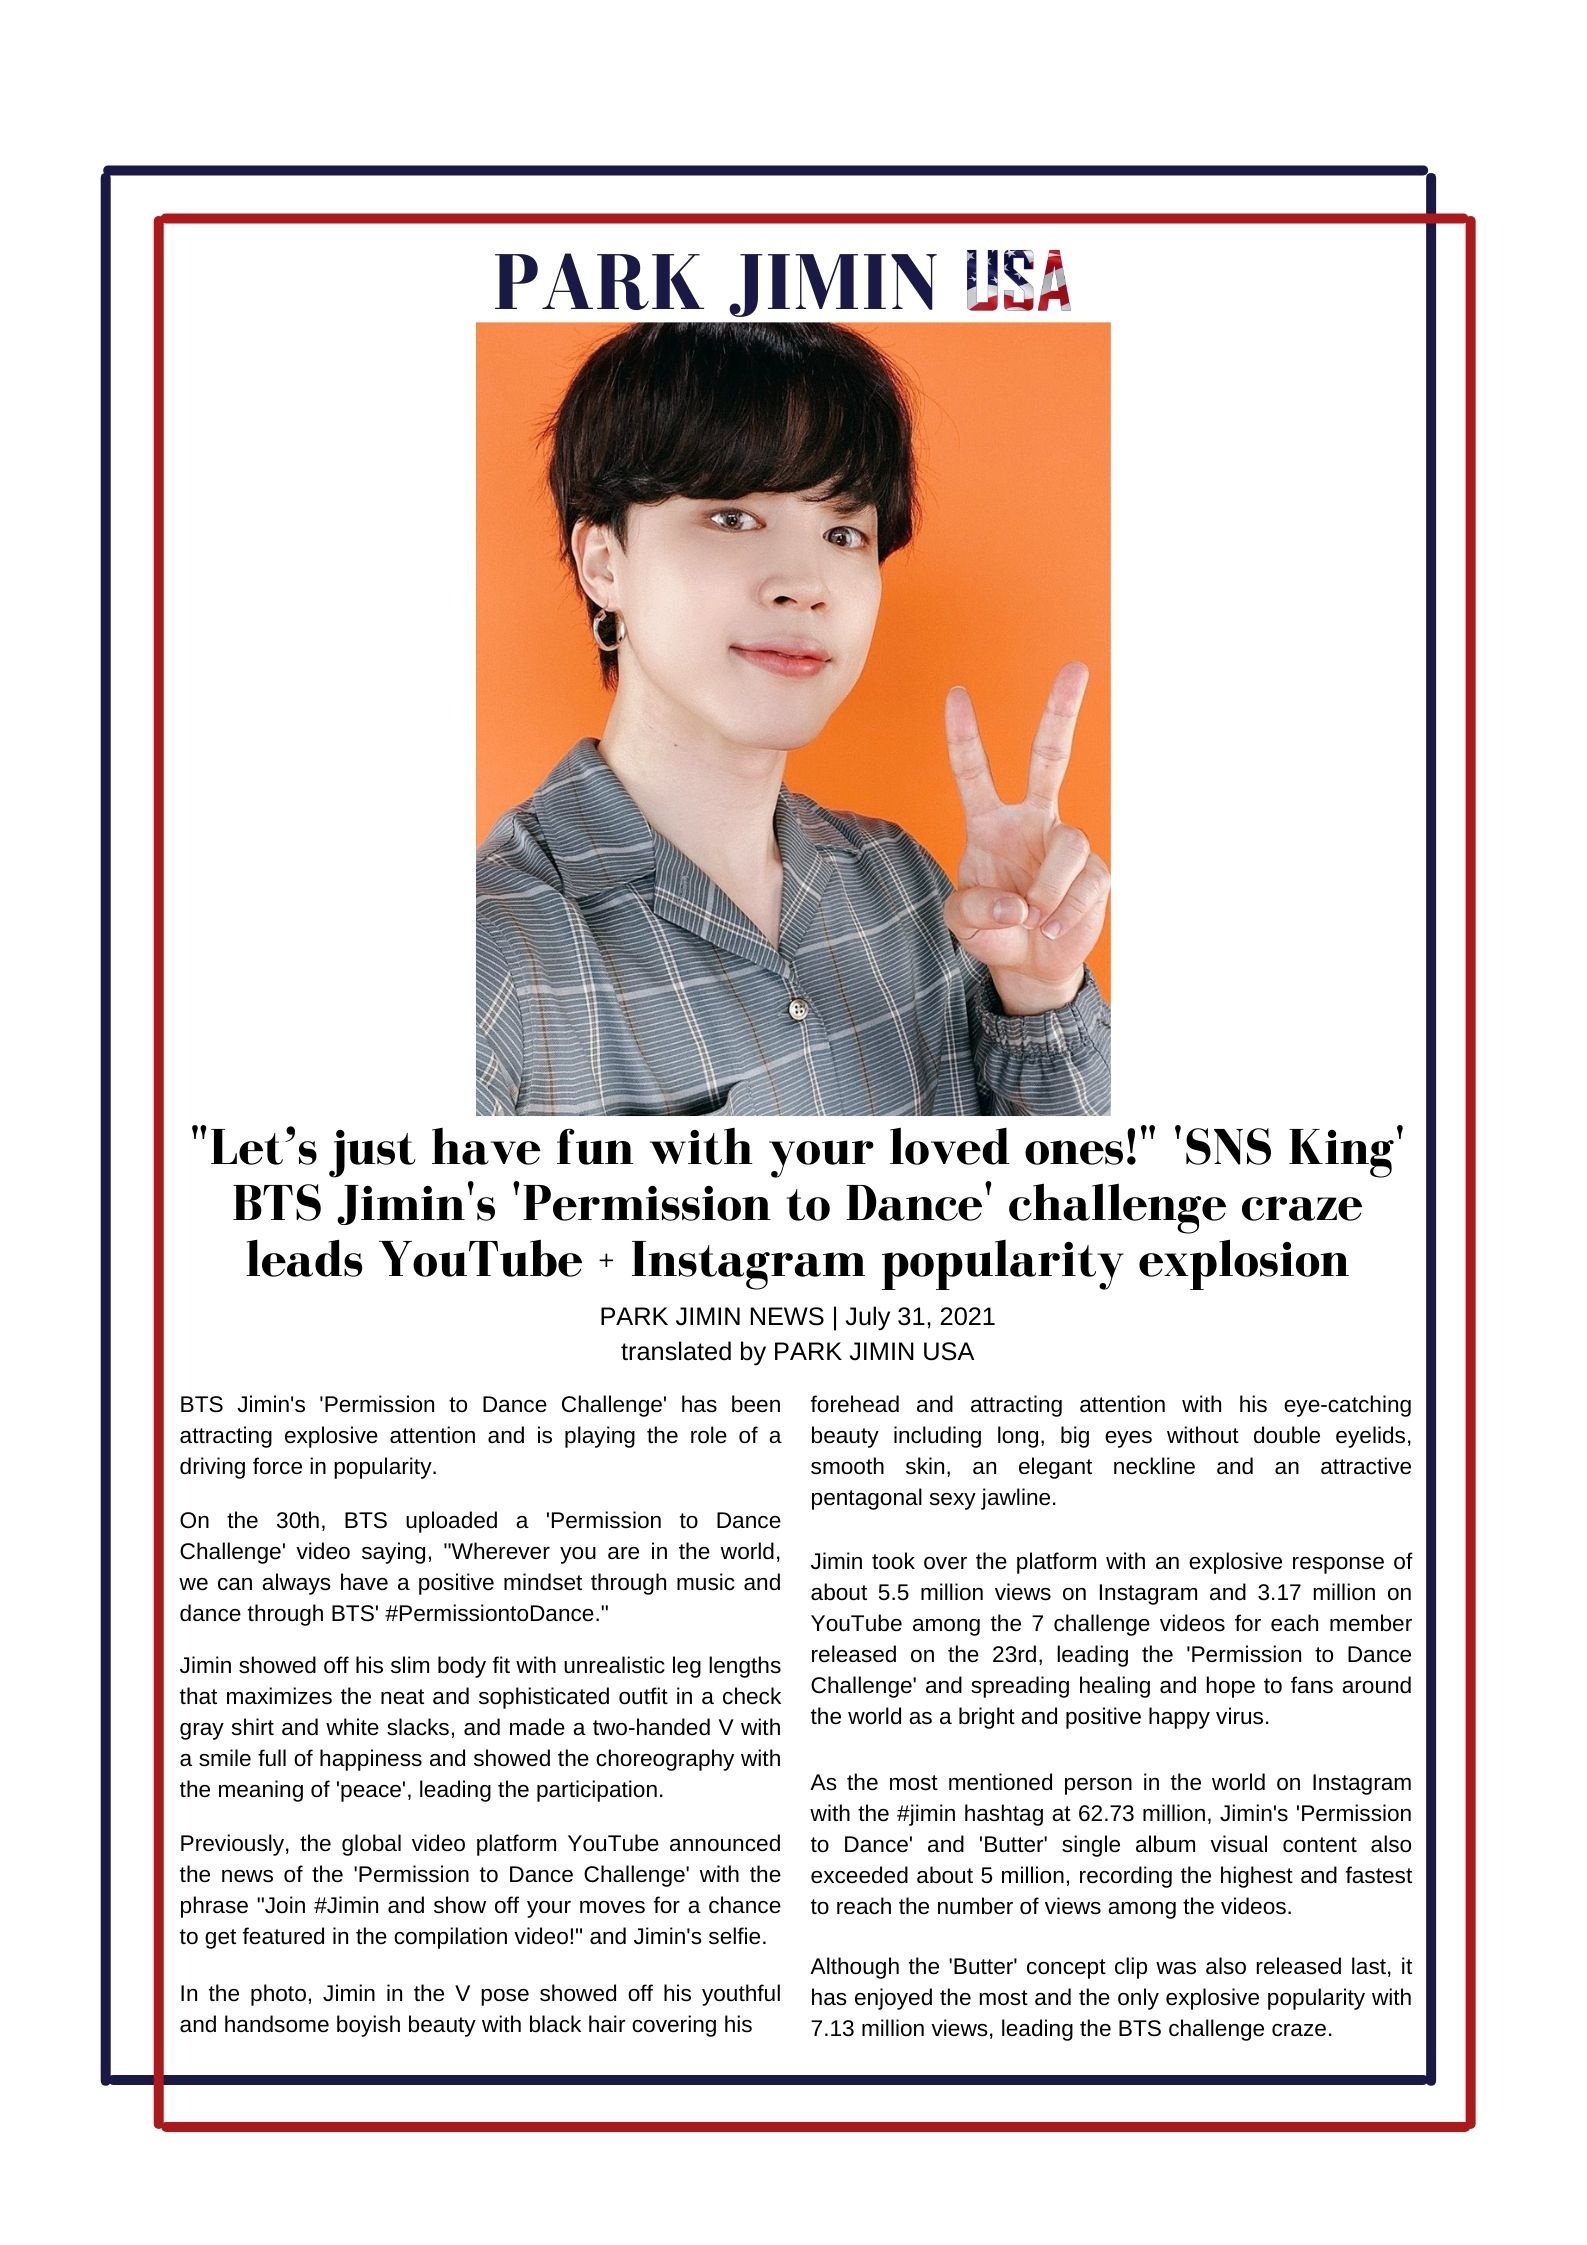 PARK JIMIN USA
"Let’s just have fun with your loved ones!" 'SNS King'
BTS Jimin's 'Permission to Dance' challenge craze
leads YouTube + Instagram popularity explosion
PARK JIMIN NEWS | July 31, 2021
translated by PARK JIMIN USA
BTS Jimin's 'Permission to Dance Challenge' has been
attracting explosive attention and is playing the role of a
driving force in popularity.
On the 30th, BTS uploaded a 'Permission to Dance
Challenge' video saying, "Wherever you are in the world,
we can always have a positive mindset through music and
dance through BTS' #PermissiontoDance."
Jimin showed off his slim body fit with unrealistic leg lengths
that maximizes the neat and sophisticated outfit in a check
gray shirt and white slacks, and made a two-handed V with
a smile full of happiness and showed the choreography with
the meaning of 'peace', leading the participation.
Previously, the global video platform YouTube announced
the news of the 'Permission to Dance Challenge' with the
phrase "Join #Jimin and show off your moves for a chance
to get featured in the compilation video!" and Jimin's selfie.
In the photo, Jimin in the V pose showed off his youthful
and handsome boyish beauty with black hair covering his
forehead and attracting attention with his eye-catching
beauty including long, big eyes without double eyelids,
smooth skin, an elegant neckline and an attractive
pentagonal sexy jawline.
Jimin took over the platform with an explosive response of
about 5.5 million views on Instagram and 3.17 million on
YouTube among the 7 challenge videos for each member
released on the 23rd, leading the 'Permission to Dance
Challenge' and spreading healing and hope to fans around
the world as a bright and positive happy virus.
As the most mentioned person in the world on Instagram
with the #jimin hashtag at 62.73 million, Jimin's 'Permission
to Dance' and 'Butter' single album visual content also
exceeded about 5 million, recording the highest and fastest
to reach the number of views among the videos.
Although the 'Butter' concept clip was also released last, it
has enjoyed the most and the only explosive popularity with
7.13 million views, leading the BTS challenge craze.